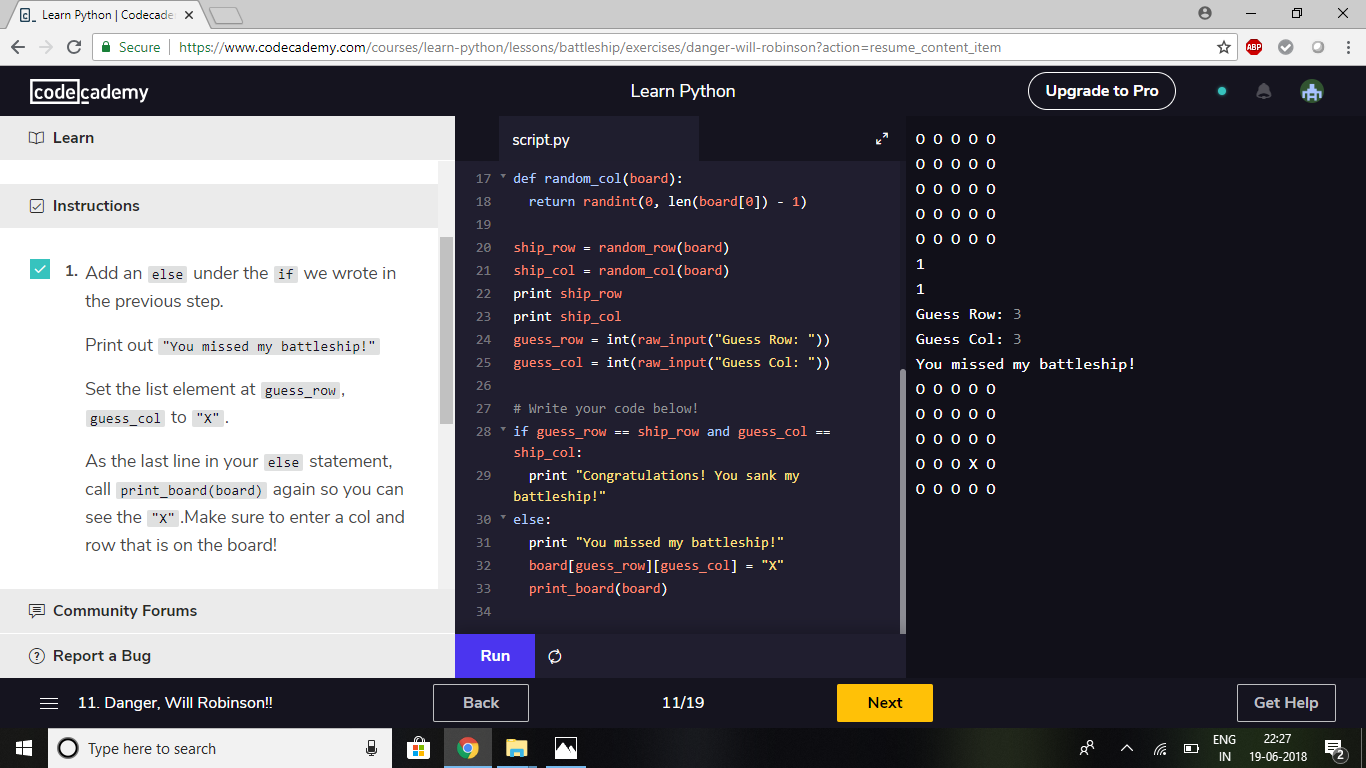 Learn Python | Codecade
Secure
https://www.codecademy.com/courses/learn-python/lessons/battleship/exercises/danger-will-robinson?action=resume_content_item
ABP
codecademy
Learn Python
Upgrade to Pro
Learn
Instructions
1. Add an else under the if we wrote in
the previous step.
Print out "You missed my battleship!"
Set the list element at guess_row,
guess_col to "X".
As the last line in your else statement,
call print_board(board) again so you can
see the "X".Make sure to enter a col and
row that is on the board!
Community Forums
Report a Bug
script.py
17 def random_col(board):
18 return randint(0, len(board[0]) - 1)
19
20 ship_row = random_row(board)
21 ship_col = random_col(board)
22 print ship_row
23 print ship_col
24 guess_row = int(raw_input("Guess Row: "))
25 guess_col = int(raw_input("Guess Col: "))
26
27 # Write your code below!
28 if guess_row == ship_row and guess_col ==
ship_col:
29 print "Congratulations! You sank my
battleship!"
30 else:
31 print "You missed my battleship!"
32 board[guess_row][guess_col] = "X"
33 print_board(board)
34
Run
O O O O O
O O O O O
O O O O O
O O O O O
O O O O O
1
1
Guess Row: 3
Guess Col: 3
You missed my battleship!
O O O O O
O O O O O
O O O O O
O O O X O
O O O O O
11. Danger, Will Robinson!!
Back
11/19
Next
Get Help
Type here to search
ENG
IN
22:27
19-06-2018
2